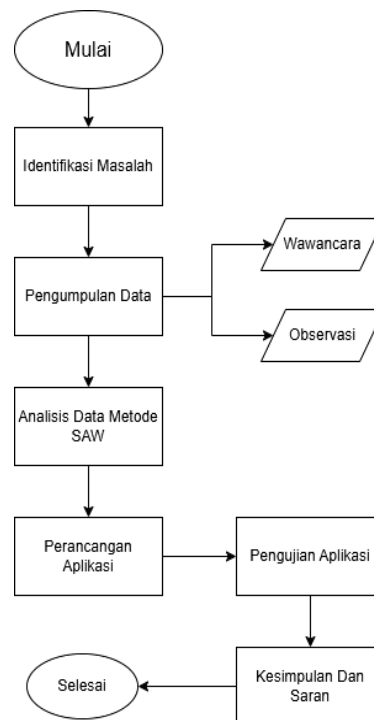 Mulai
Identifikasi Masalah
Pengumpulan Data
Wawancara
Observasi
Analisis Data Metode
SAW
Perancangan
Aplikasi
Pengujian Aplikasi
Kesimpulan Dan
Saran
Selesai